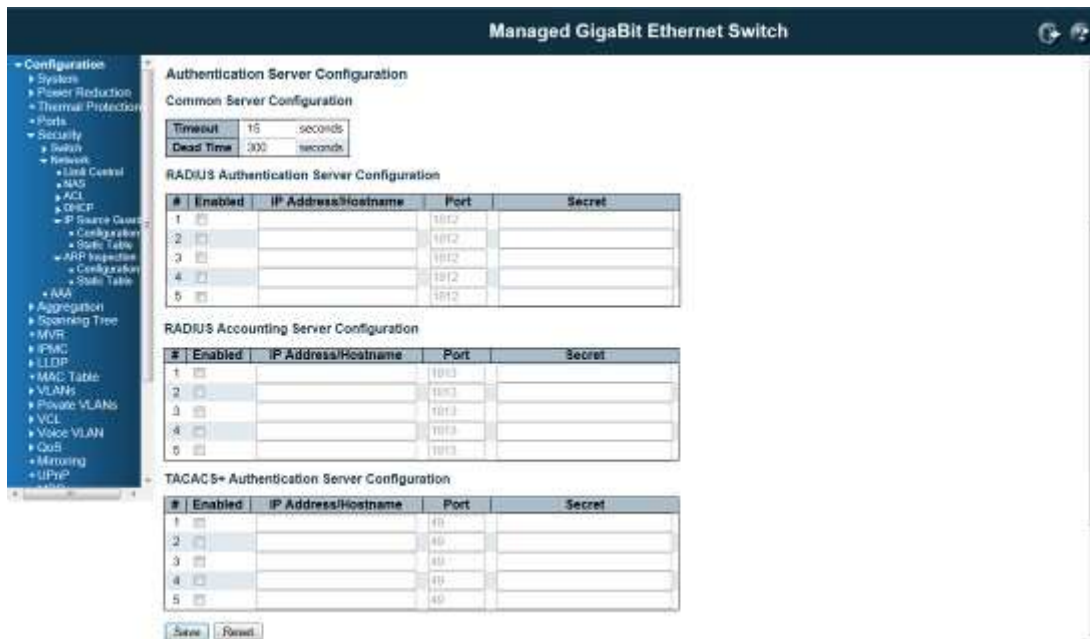 Managed GigaBit Ethernet Switch
Configuration
System
Power Reduction
Thermal Protection
Ports
Security
Switch
Network
Limit Control
NAS
ACL
DHCP
IP Source Guard
Configuration
Static Table
ARP Inspection
Configuration
Static Table
AAA
Aggregation
Spanning Tree
MVR
IPMC
LLDP
MAC Table
VLANs
Private VLANs
VCL
Voice VLAN
QoS
Mirroring
UPnP
Authentication Server Configuration
Common Server Configuration
Timeout 15 seconds
Dead Time 300 seconds
RADIUS Authentication Server Configuration
# Enabled IP Address/Hostname Port Secret
1 1812
2 1812
3 1812
4 1812
5 1812
RADIUS Accounting Server Configuration
# Enabled IP Address/Hostname Port Secret
1 1813
2 1813
3 1813
4 1813
5 1813
TACACS+ Authentication Server Configuration
# Enabled IP Address/Hostname Port Secret
1 49
2 49
3 49
4 49
5 49
Save Reset